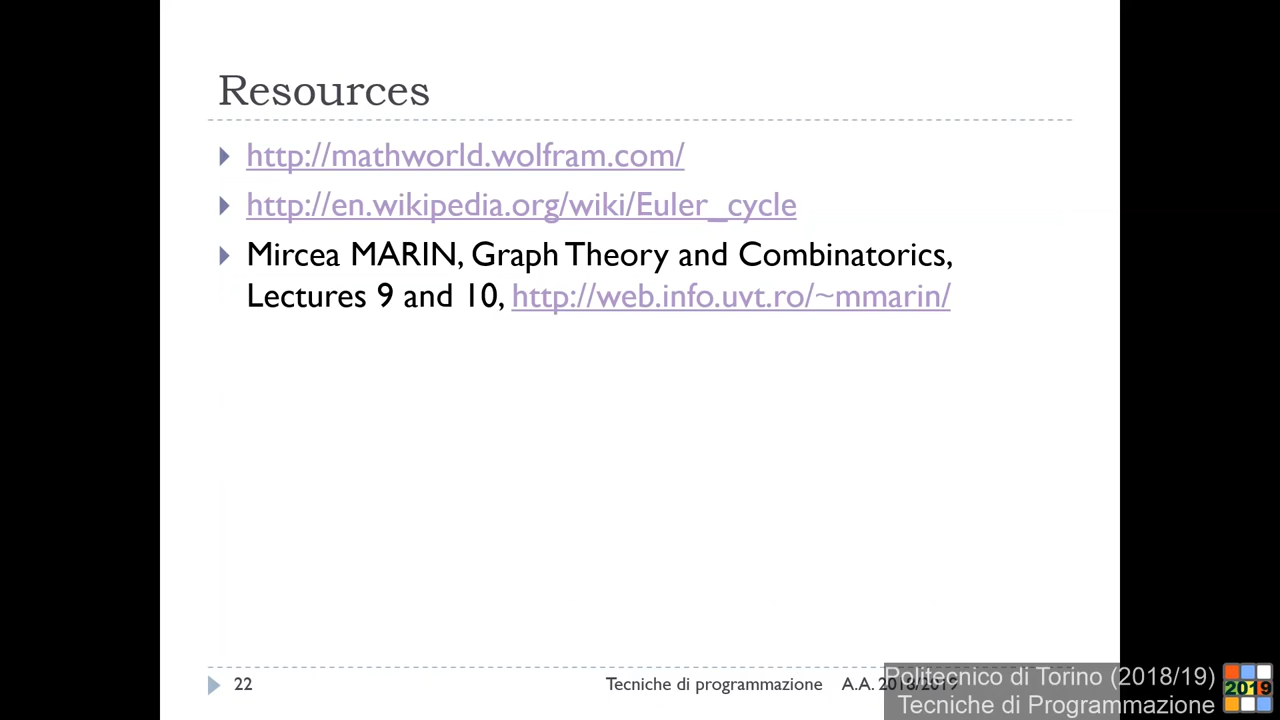 Resources
http://mathworld.wolfram.com/
http://en.wikipedia.org/wiki/Euler_cycle
Mircea MARIN, Graph Theory and Combinatorics,
Lectures 9 and 10, http://web.info.uvt.ro/~mmarin/
22
Tecniche di programmazione A.A. 2018/2019
Politecnico di Torino (2018/19)
Tecniche di Programmazione
2019